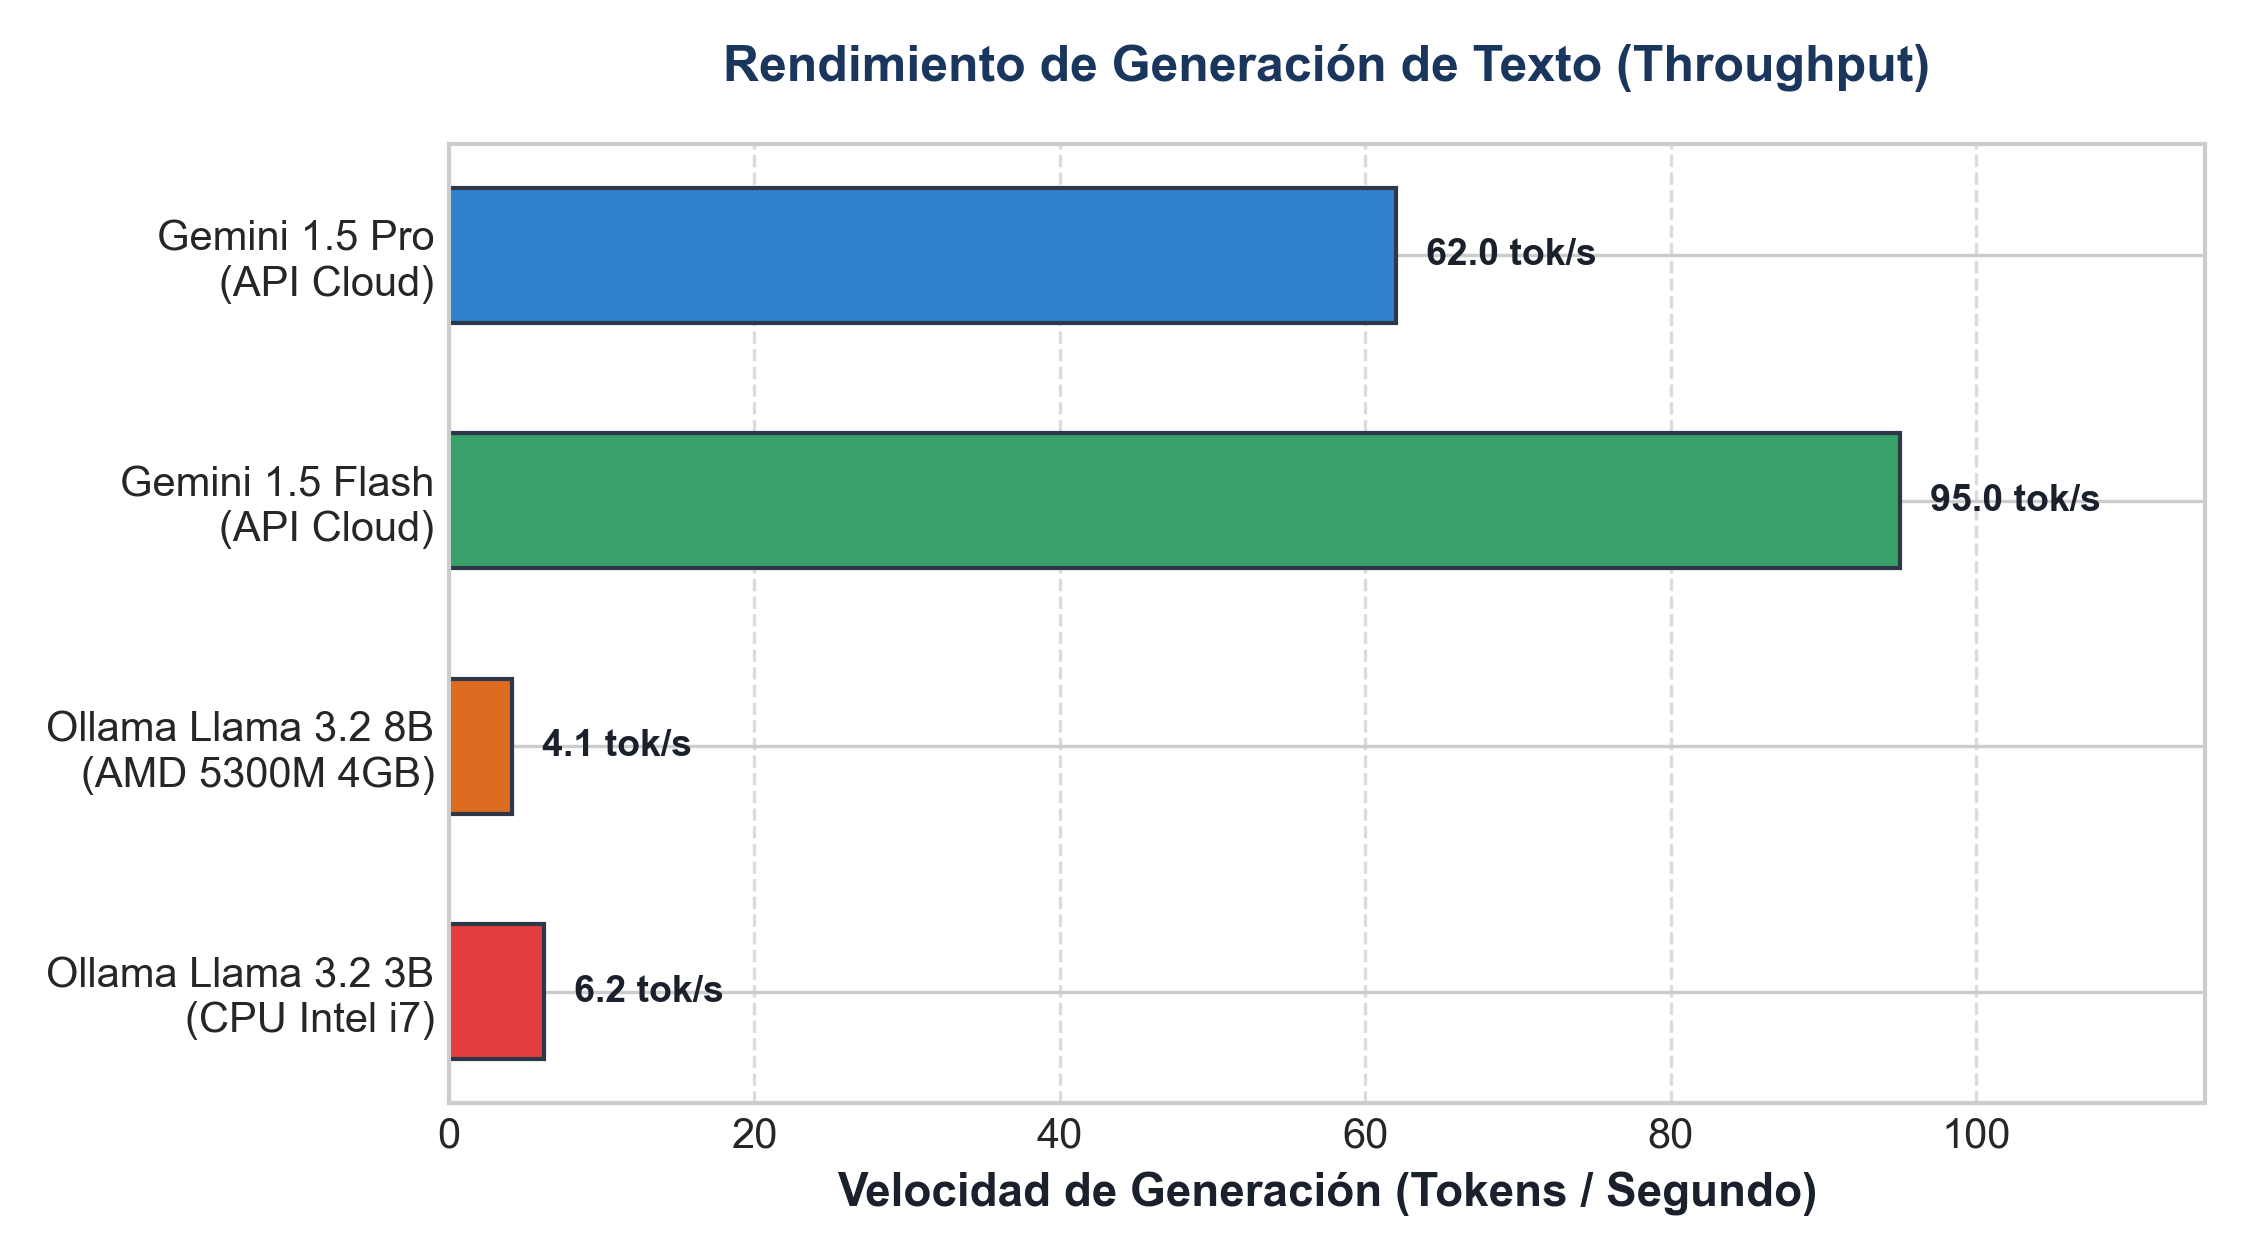 Rendimiento de Generación de Texto (Throughput)
Gemini 1.5 Pro
(API Cloud)
62.0 tok/s
Gemini 1.5 Flash
(API Cloud)
95.0 tok/s
Ollama Llama 3.2 8B
(AMD 5300M 4GB)
4.1 tok/s
Ollama Llama 3.2 3B
(CPU Intel i7)
6.2 tok/s
0 20 40 60 80 100
Velocidad de Generación (Tokens / Segundo)